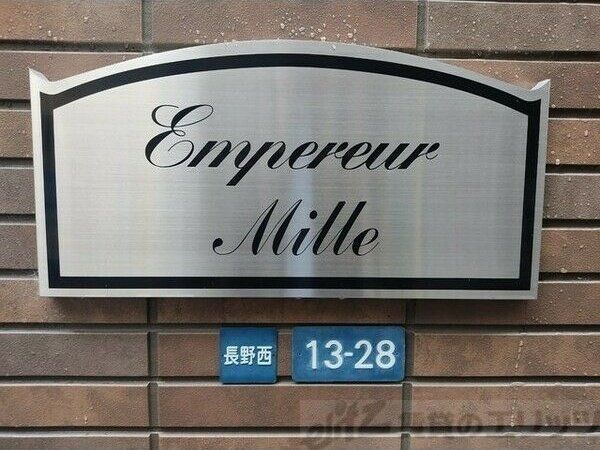 Empereur
Mille
長野西 13-28